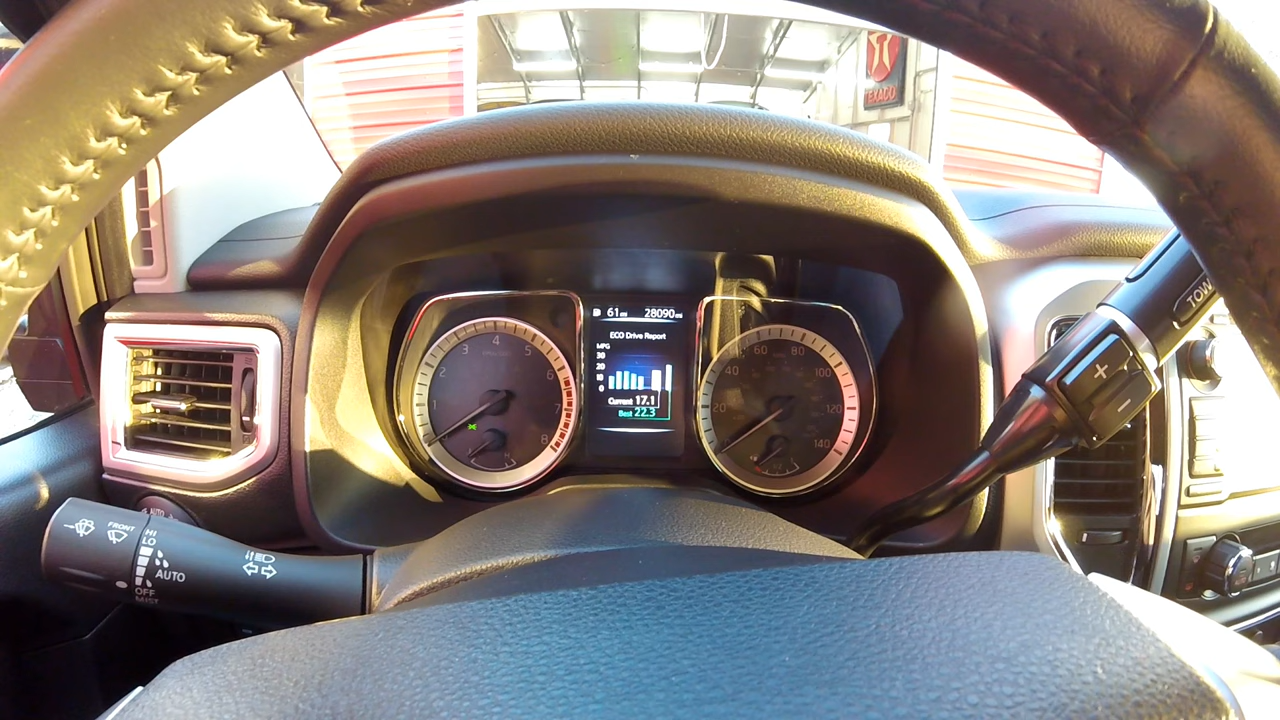 TEXACO
TOW
61 mi 28090 mi
ECO Drive Report
MPG
30
20
10
0
Current 17.1
Best 22.3
1
2
3
4
5
6
7
8
20
40
60
80
100
120
140
+
-
AUTO
FRONT
HI
LO
AUTO
OFF
MIST